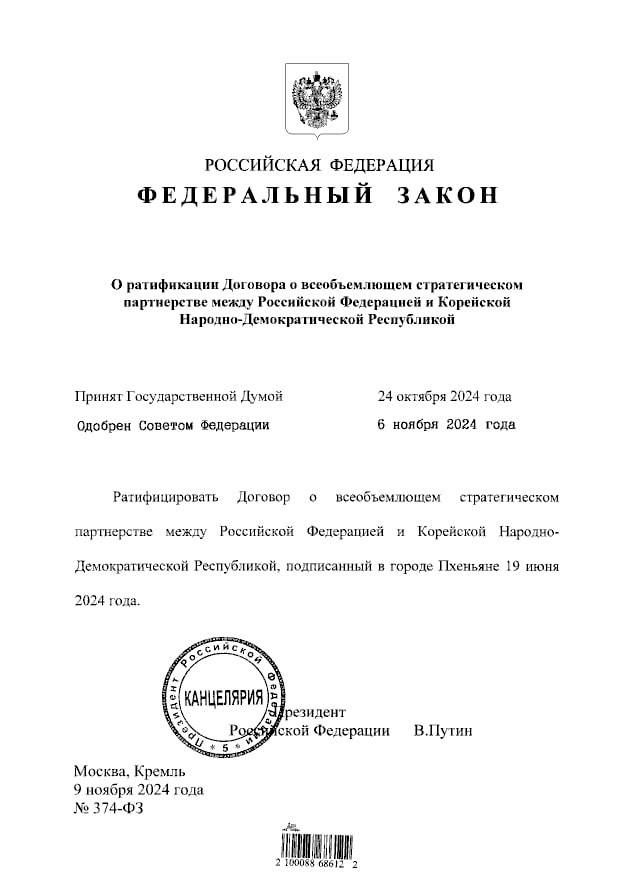 РОССИЙСКАЯ ФЕДЕРАЦИЯ
ФЕДЕРАЛЬНЫЙ ЗАКОН
О ратификации Договора о всеобъемлющем стратегическом
партнерстве между Российской Федерацией и Корейской
Народно-Демократической Республикой
Принят Государственной Думой 24 октября 2024 года
Одобрен Советом Федерации 6 ноября 2024 года
Ратифицировать Договор о всеобъемлющем стратегическом
партнерстве между Российской Федерацией и Корейской Народно-
Демократической Республикой, подписанный в городе Пхеньяне 19 июня
2024 года.
Президент Российской Федерации * 5 *
КАНЦЕЛЯРИЯ
Президент
Российской Федерации В.Путин
Москва, Кремль
9 ноября 2024 года
№ 374-ФЗ
2 100088 68612 2